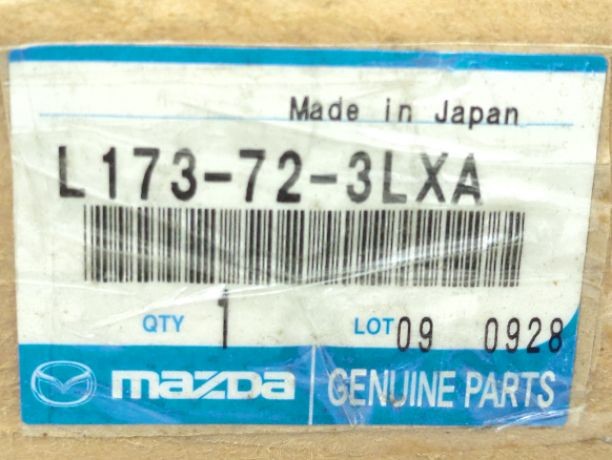 Made in Japan
L173-72-3LXA
QTY 1 LOT 09 0928
mazda GENUINE PARTS